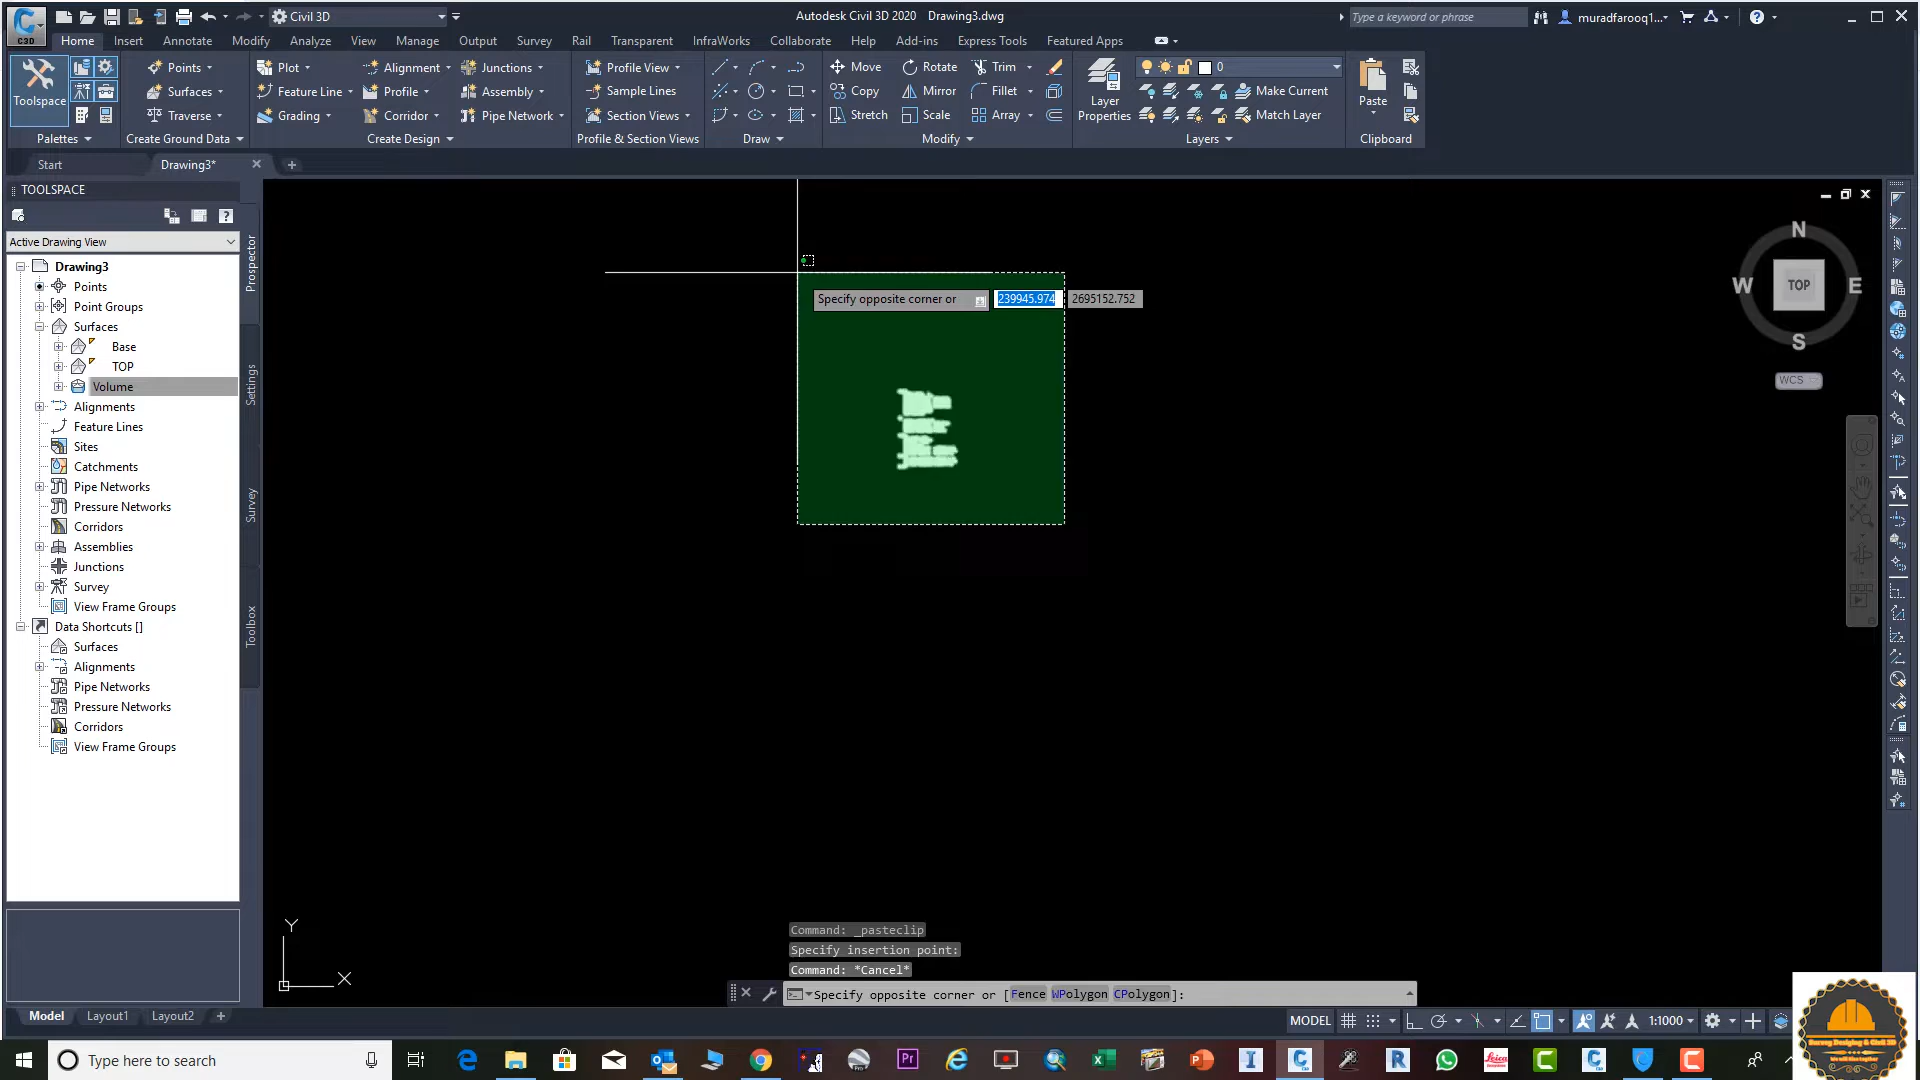 Civil 3D
Autodesk Civil 3D 2020 Drawing3.dwg
Type a keyword or phrase
muradfarooq1...
C3D
Home Insert Annotate Modify Analyze View Manage Output Survey Rail Transparent InfraWorks Collaborate Help Add-ins Express Tools Featured Apps
Toolspace
Points
Surfaces
Traverse
Plot
Feature Line
Grading
Alignment
Profile
Corridor
Junctions
Assembly
Pipe Network
Profile View
Sample Lines
Section Views
Move
Copy
Stretch
Rotate
Mirror
Scale
Trim
Fillet
Array
Layer
Properties
0
Make Current
Match Layer
Paste
Palettes
Create Ground Data
Create Design
Profile & Section Views
Draw
Modify
Layers
Clipboard
Start
Drawing3*
TOOLSPACE
Active Drawing View
Drawing3
Points
Point Groups
Surfaces
Base
TOP
Volume
Alignments
Feature Lines
Sites
Catchments
Pipe Networks
Pressure Networks
Corridors
Assemblies
Junctions
Survey
View Frame Groups
Data Shortcuts []
Surfaces
Alignments
Pipe Networks
Pressure Networks
Corridors
View Frame Groups
Prospector
Settings
Survey
Toolbox
Specify opposite corner or 239945.974 2695152.752
N
W TOP E
S
WCS
Y
X
Command: _pasteclip
Specify insertion point:
Command: *Cancel*
Specify opposite corner or [Fence WPolygon CPolygon]:
Model Layout1 Layout2
MODEL
1:1000
Type here to search
Survey Designing & Civil 3D